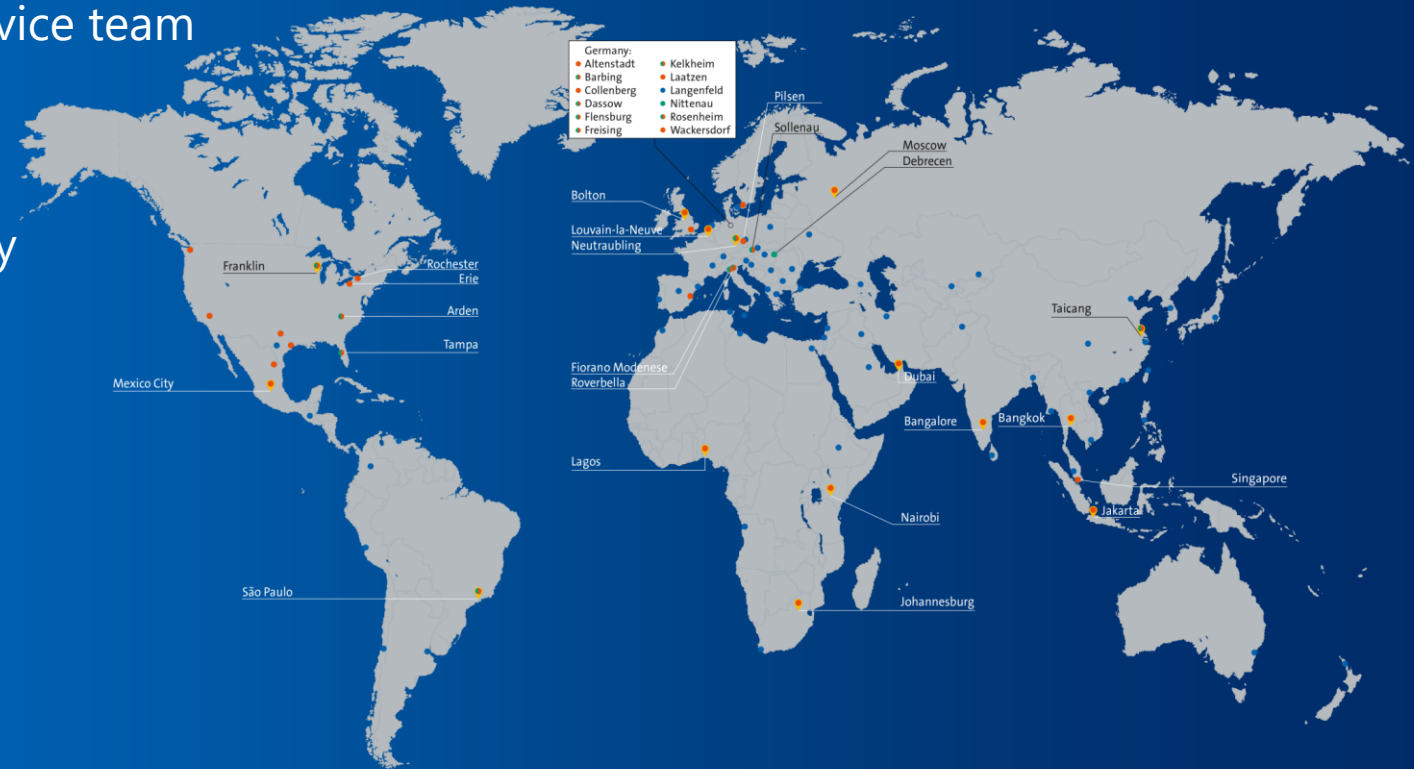 vice team
y
Germany:
Altenstadt
Barbing
Collenberg
Dassow
Flensburg
Freising
Kelkheim
Laatzen
Langenfeld
Nittenau
Rosenheim
Wackersdorf
Pilsen
Sollenau
Moscow
Debrecen
Bolton
Louvain-la-Neuve
Neutraubling
Franklin
Rochester
Erie
Arden
Tampa
Mexico City
Taicang
Fiorano Modenese
Roverbella
Dubai
Bangalore
Bangkok
Lagos
Singapore
Jakarta
Nairobi
São Paulo
Johannesburg